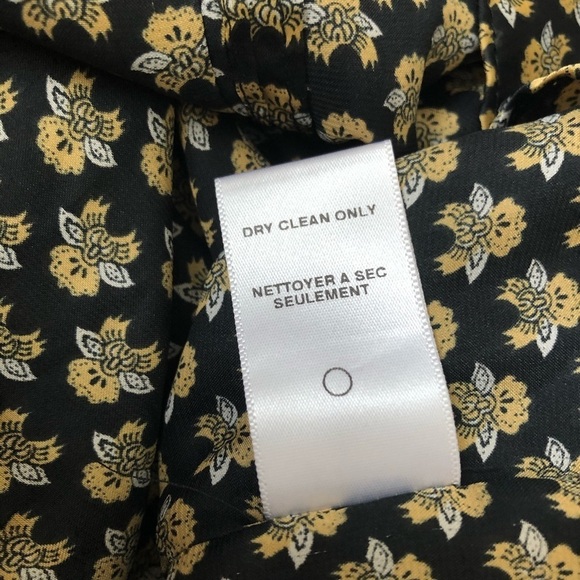 DRY CLEAN ONLY
NETTOYER A SEC
SEULEMENT